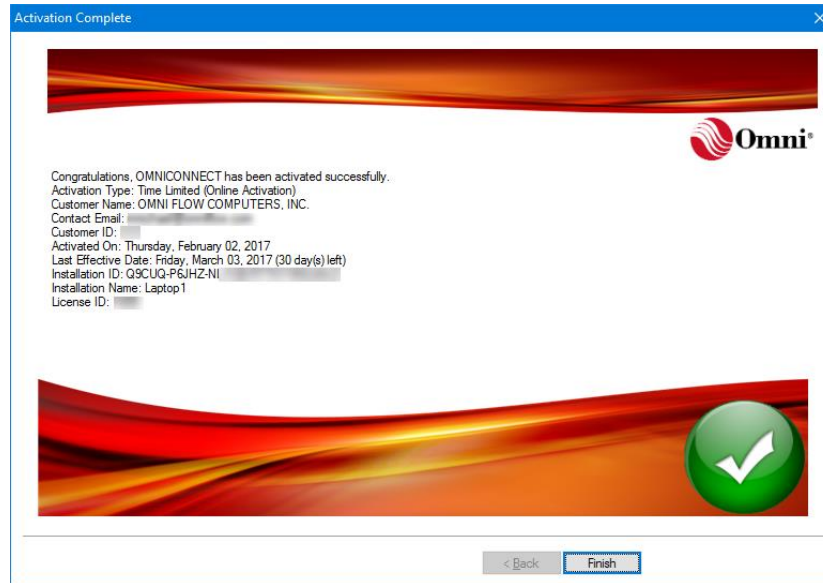 Activation Complete
Omni®
Congratulations, OMNICONNECT has been activated successfully.
Activation Type: Time Limited (Online Activation)
Customer Name: OMNI FLOW COMPUTERS, INC.
Contact Email:
Customer ID:
Activated On: Thursday, February 02, 2017
Last Effective Date: Friday, March 03, 2017 (30 day(s) left)
Installation ID: Q9CUQ-P6JHZ-NI
Installation Name: Laptop1
License ID:
< Back Finish